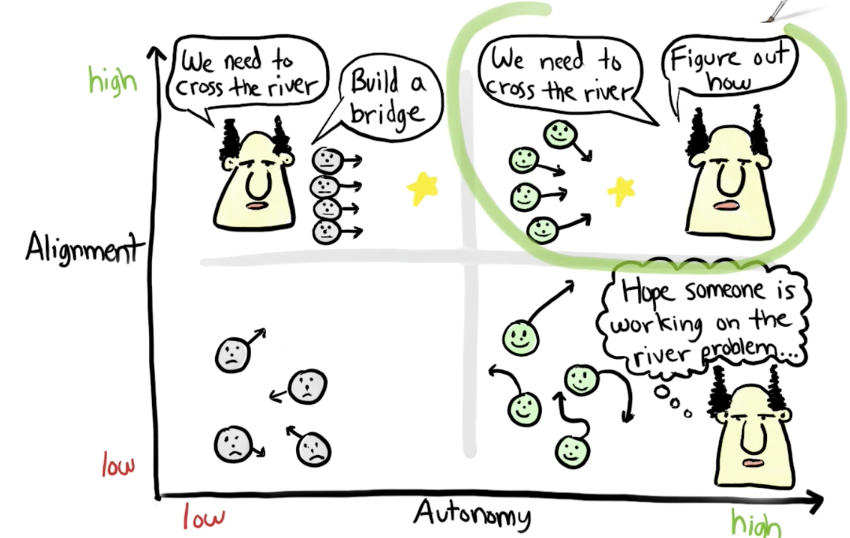 We need to
cross the river
Build a
bridge
We need to
cross the river
Figure out
how
high
Alignment
Hope someone is
working on the
river problem...
low
low
Autonomy
high